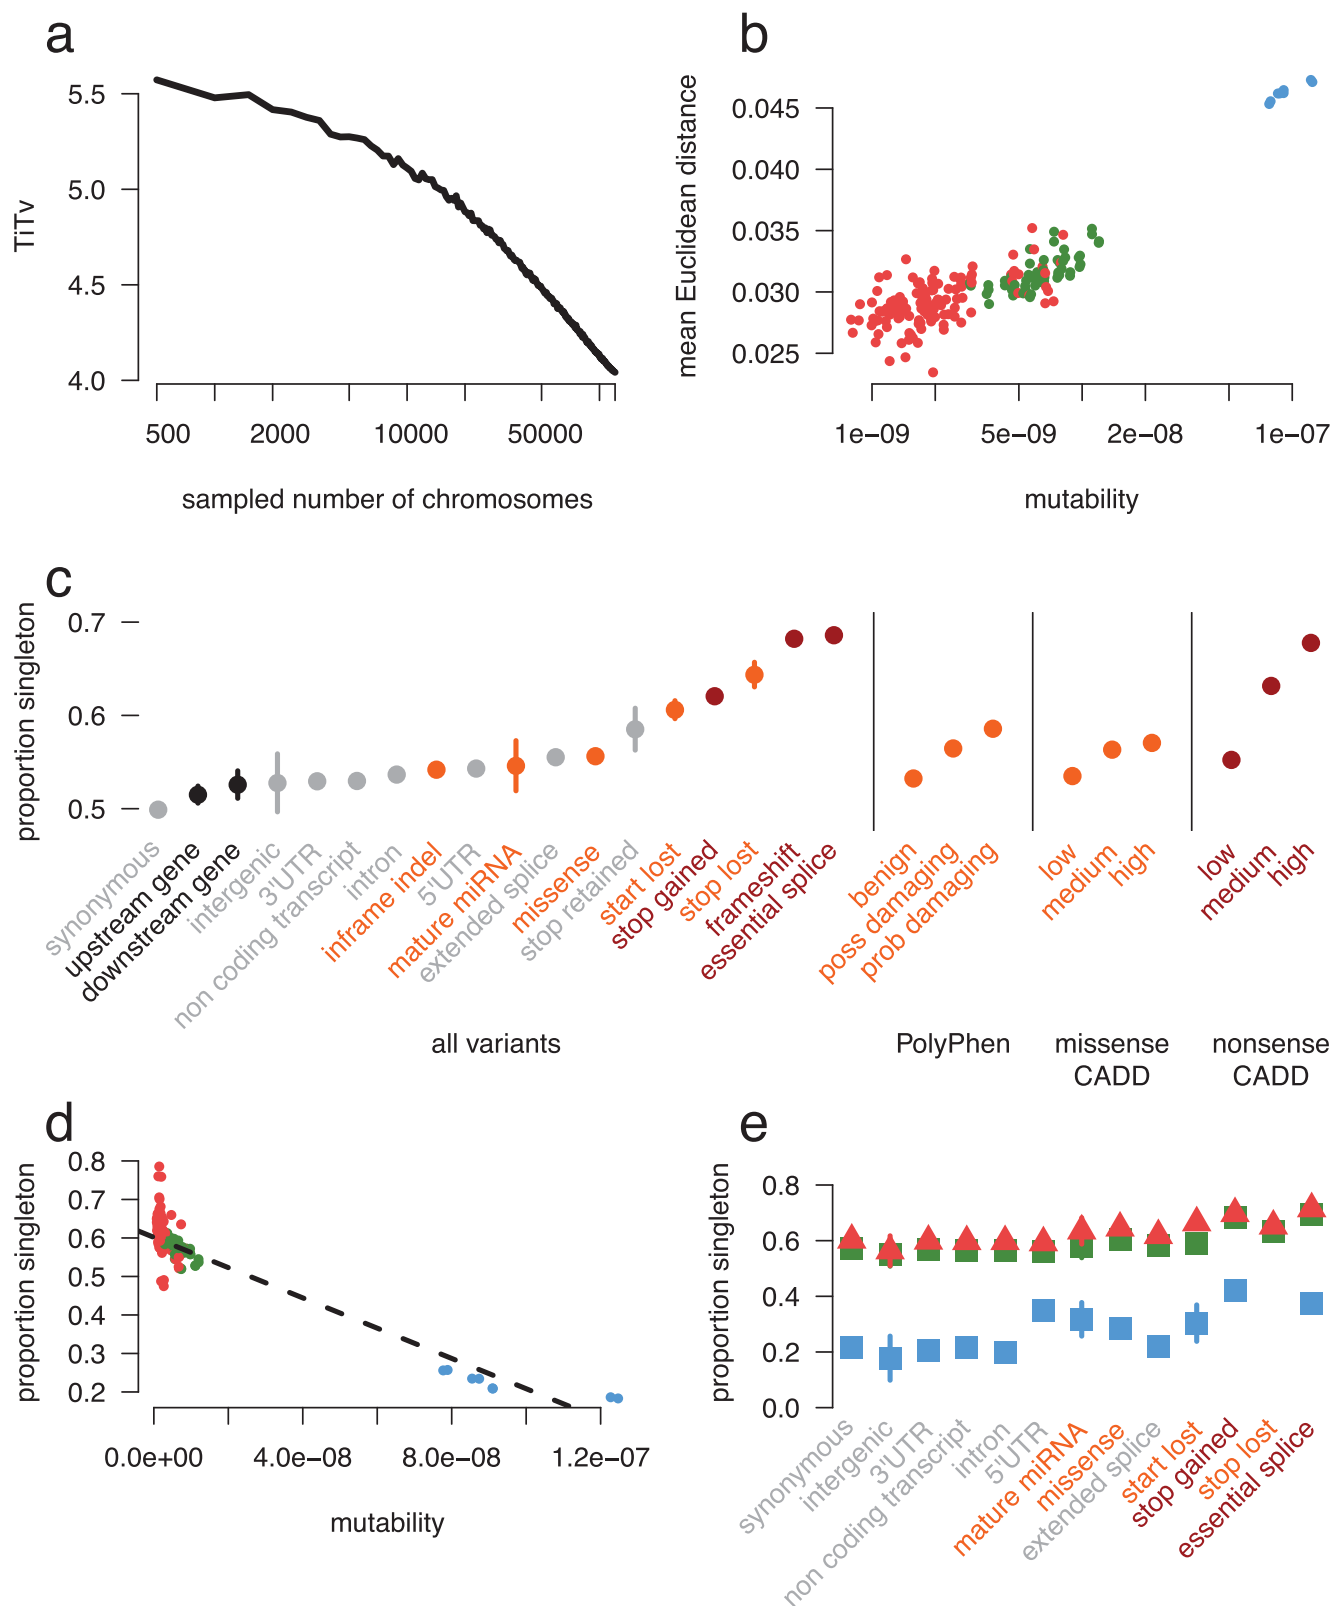 a
TiTv
5.5
5.0
4.5
4.0
500 2000 10000 50000
sampled number of chromosomes
b
mean Euclidean distance
0.045
0.040
0.035
0.030
0.025
1e−09 5e−09 2e−08 1e−07
mutability
c
proportion singleton
0.7
0.6
0.5
synonymous
upstream gene
downstream gene
intergenic
3'UTR
non coding transcript
intron
inframe indel
5'UTR
mature miRNA
extended splice
missense
stop retained
start lost
stop gained
stop lost
frameshift
essential splice
benign
poss damaging
prob damaging
low
medium
high
low
medium
high
all variants
PolyPhen
missense
CADD
nonsense
CADD
d
proportion singleton
0.8
0.7
0.6
0.5
0.4
0.3
0.2
0.0e+00 4.0e−08 8.0e−08 1.2e−07
mutability
e
proportion singleton
0.8
0.6
0.4
0.2
0.0
synonymous
intergenic
3'UTR
non coding transcript
intron
5'UTR
mature miRNA
missense
extended splice
start lost
stop gained
stop lost
essential splice